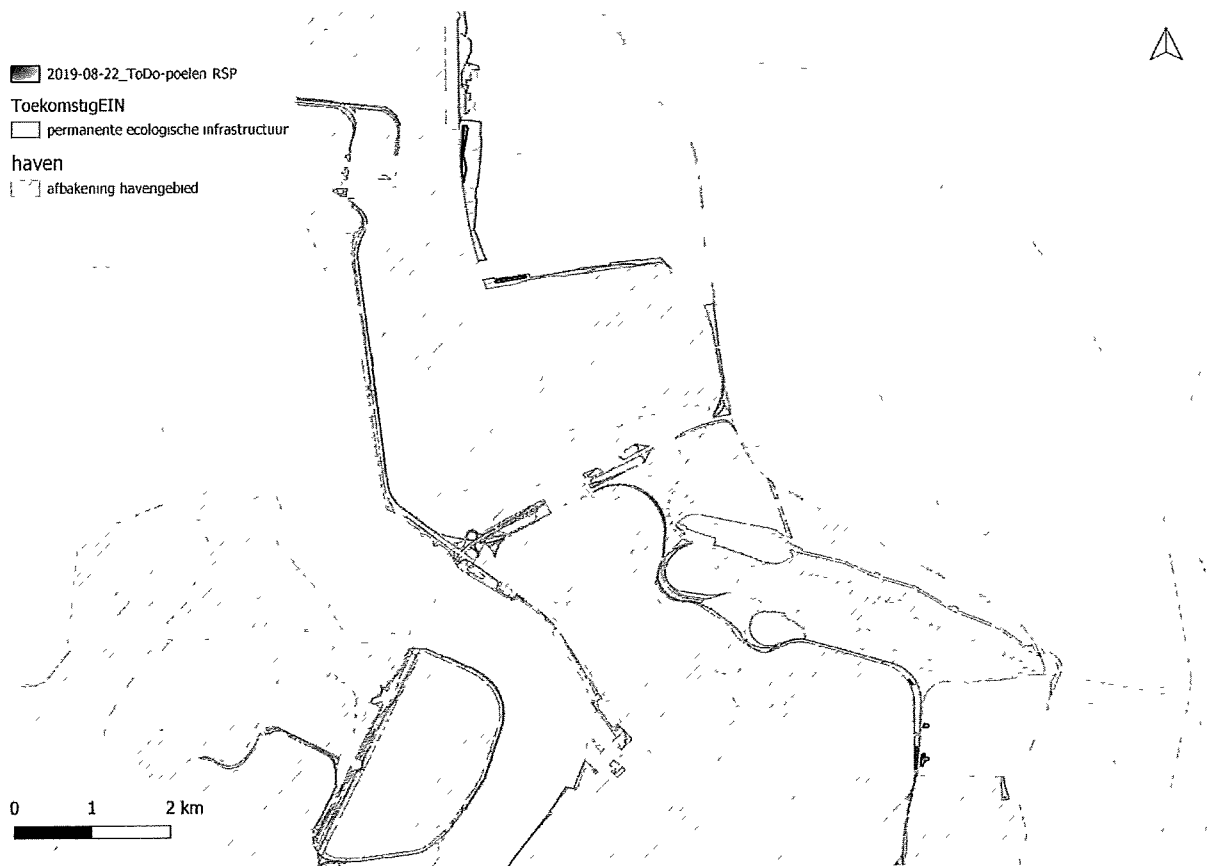 2019-08-22_ToDo-poelen RSP
ToekomstigEIN
permanente ecologische infrastructuur
haven
afbakening havengebied
0 1 2 km